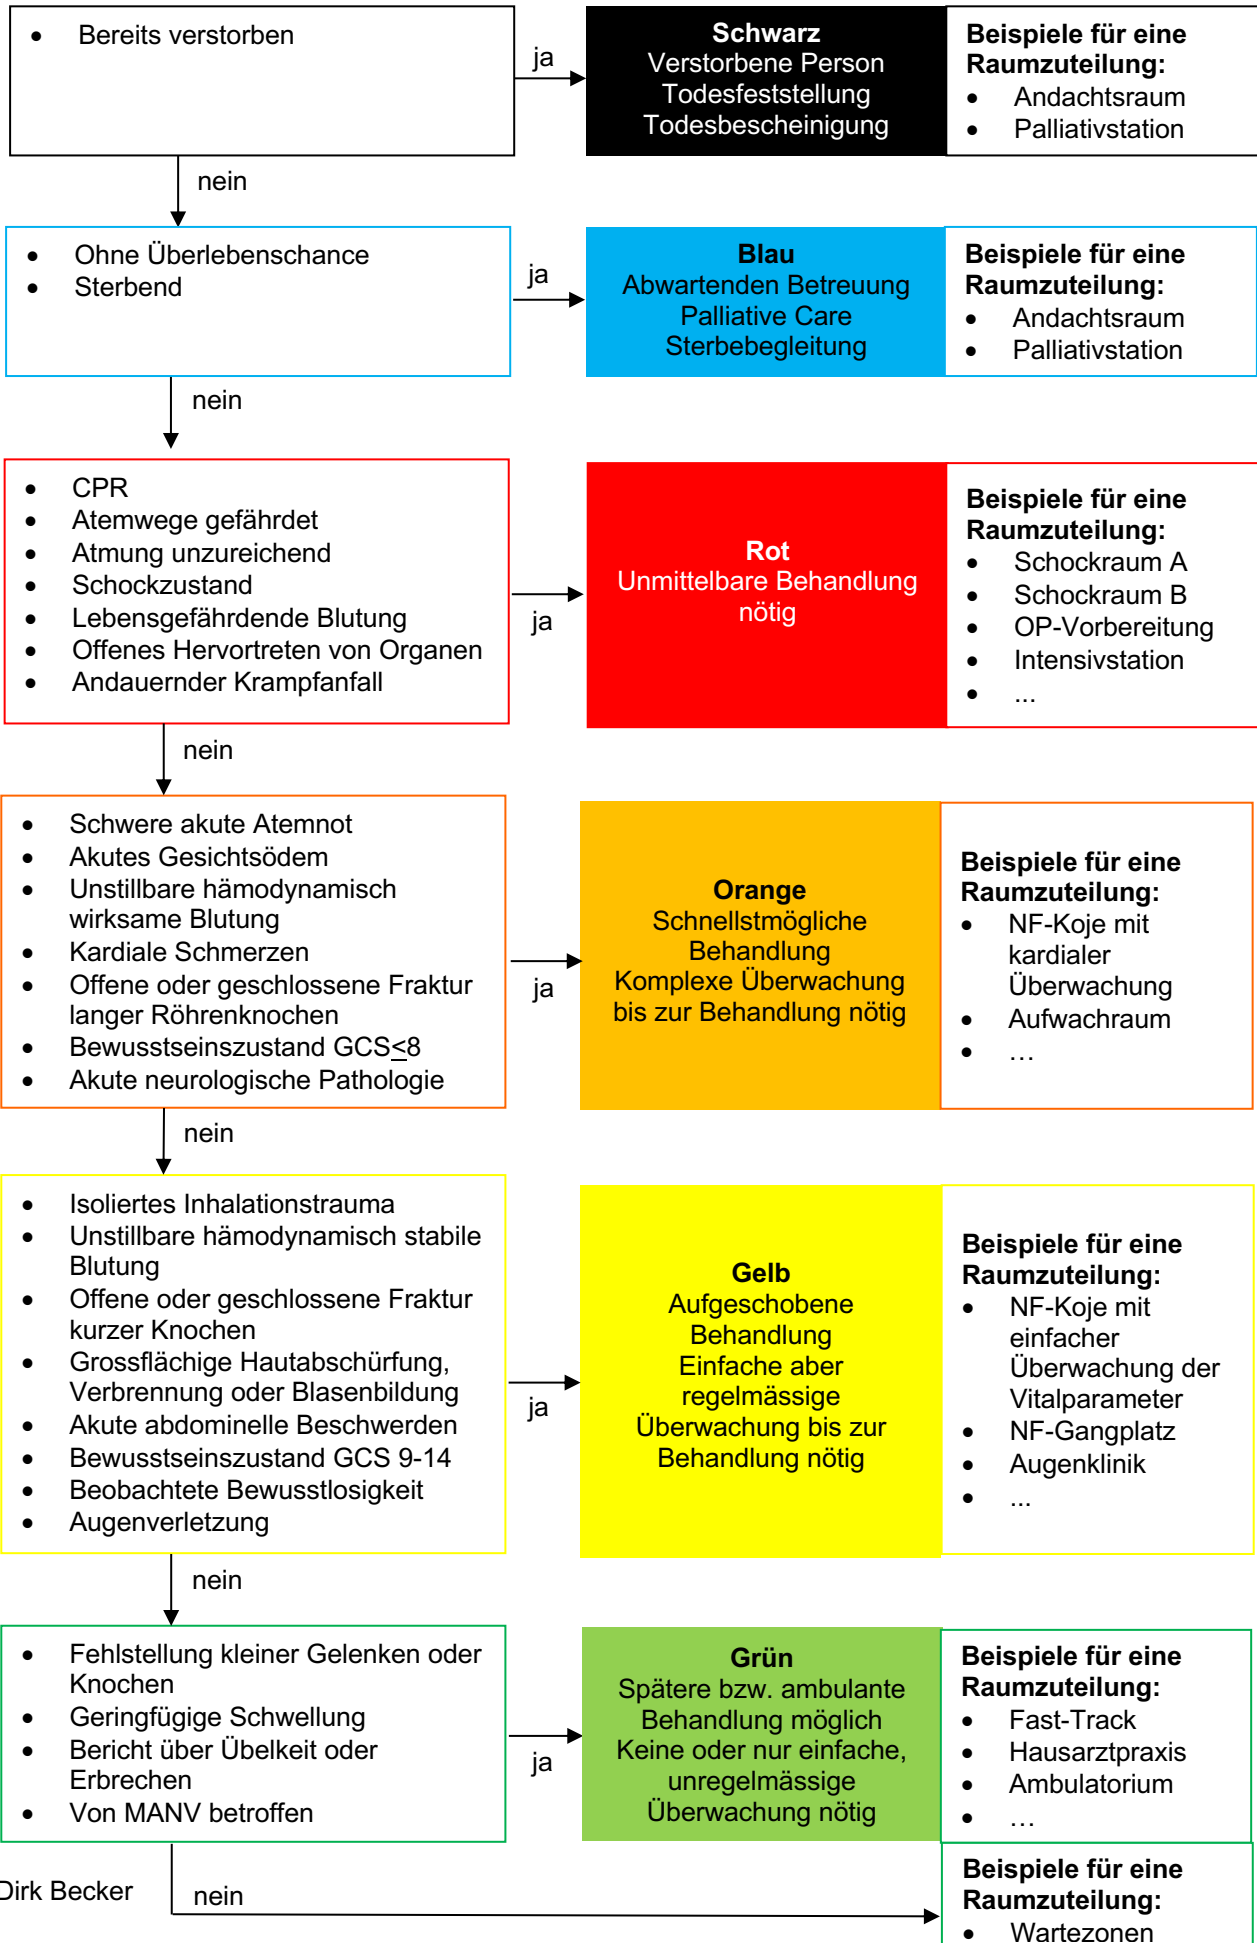 • Bereits verstorben
ja
Schwarz
Verstorbene Person
Todesfeststellung
Todesbescheinigung
Beispiele für eine
Raumzuteilung:
• Andachtsraum
• Palliativstation
nein
• Ohne Überlebenschance
• Sterbend
ja
Blau
Abwartenden Betreuung
Palliative Care
Sterbebegleitung
Beispiele für eine
Raumzuteilung:
• Andachtsraum
• Palliativstation
nein
• CPR
• Atemwege gefährdet
• Atmung unzureichend
• Schockzustand
• Lebensgefährdende Blutung
• Offenes Hervortreten von Organen
• Andauernder Krampfanfall
ja
Rot
Unmittelbare Behandlung
nötig
Beispiele für eine
Raumzuteilung:
• Schockraum A
• Schockraum B
• OP-Vorbereitung
• Intensivstation
• ...
nein
• Schwere akute Atemnot
• Akutes Gesichtsödem
• Unstillbare hämodynamisch
wirksame Blutung
• Kardiale Schmerzen
• Offene oder geschlossene Fraktur
langer Röhrenknochen
• Bewusstseinszustand GCS≤8
• Akute neurologische Pathologie
ja
Orange
Schnellstmögliche
Behandlung
Komplexe Überwachung
bis zur Behandlung nötig
Beispiele für eine
Raumzuteilung:
• NF-Koje mit
kardialer
Überwachung
• Aufwachraum
• …
nein
• Isoliertes Inhalationstrauma
• Unstillbare hämodynamisch stabile
Blutung
• Offene oder geschlossene Fraktur
kurzer Knochen
• Grossflächige Hautabschürfung,
Verbrennung oder Blasenbildung
• Akute abdominelle Beschwerden
• Bewusstseinszustand GCS 9-14
• Beobachtete Bewusstlosigkeit
• Augenverletzung
ja
Gelb
Aufgeschobene
Behandlung
Einfache aber
regelmässige
Überwachung bis zur
Behandlung nötig
Beispiele für eine
Raumzuteilung:
• NF-Koje mit
einfacher
Überwachung der
Vitalparameter
• NF-Gangplatz
• Augenklinik
• ...
nein
• Fehlstellung kleiner Gelenken oder
Knochen
• Geringfügige Schwellung
• Bericht über Übelkeit oder
Erbrechen
• Von MANV betroffen
ja
Grün
Spätere bzw. ambulante
Behandlung möglich
Keine oder nur einfache,
unregelmässige
Überwachung nötig
Beispiele für eine
Raumzuteilung:
• Fast-Track
• Hausarztpraxis
• Ambulatorium
• …
Dirk Becker
nein
Beispiele für eine
Raumzuteilung:
• Wartezonen